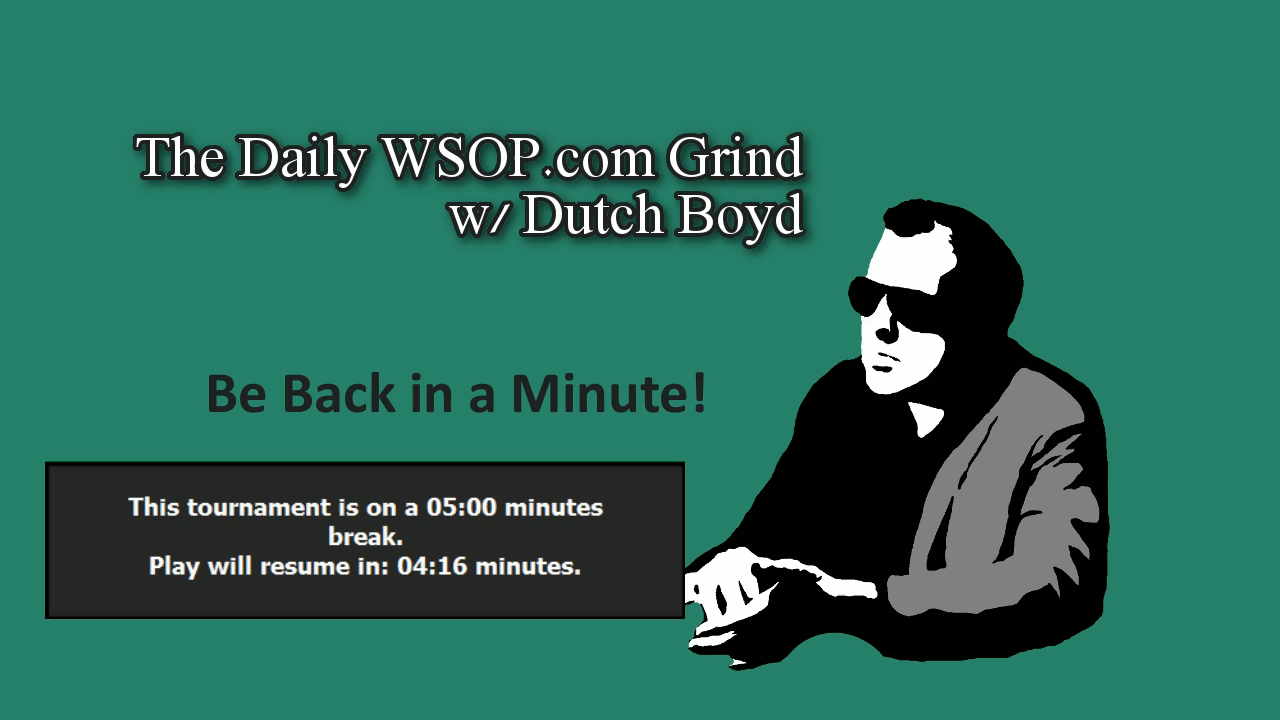 The Daily WSOP.com Grind
w/ Dutch Boyd
Be Back in a Minute!
This tournament is on a 05:00 minutes
break.
Play will resume in: 04:16 minutes.